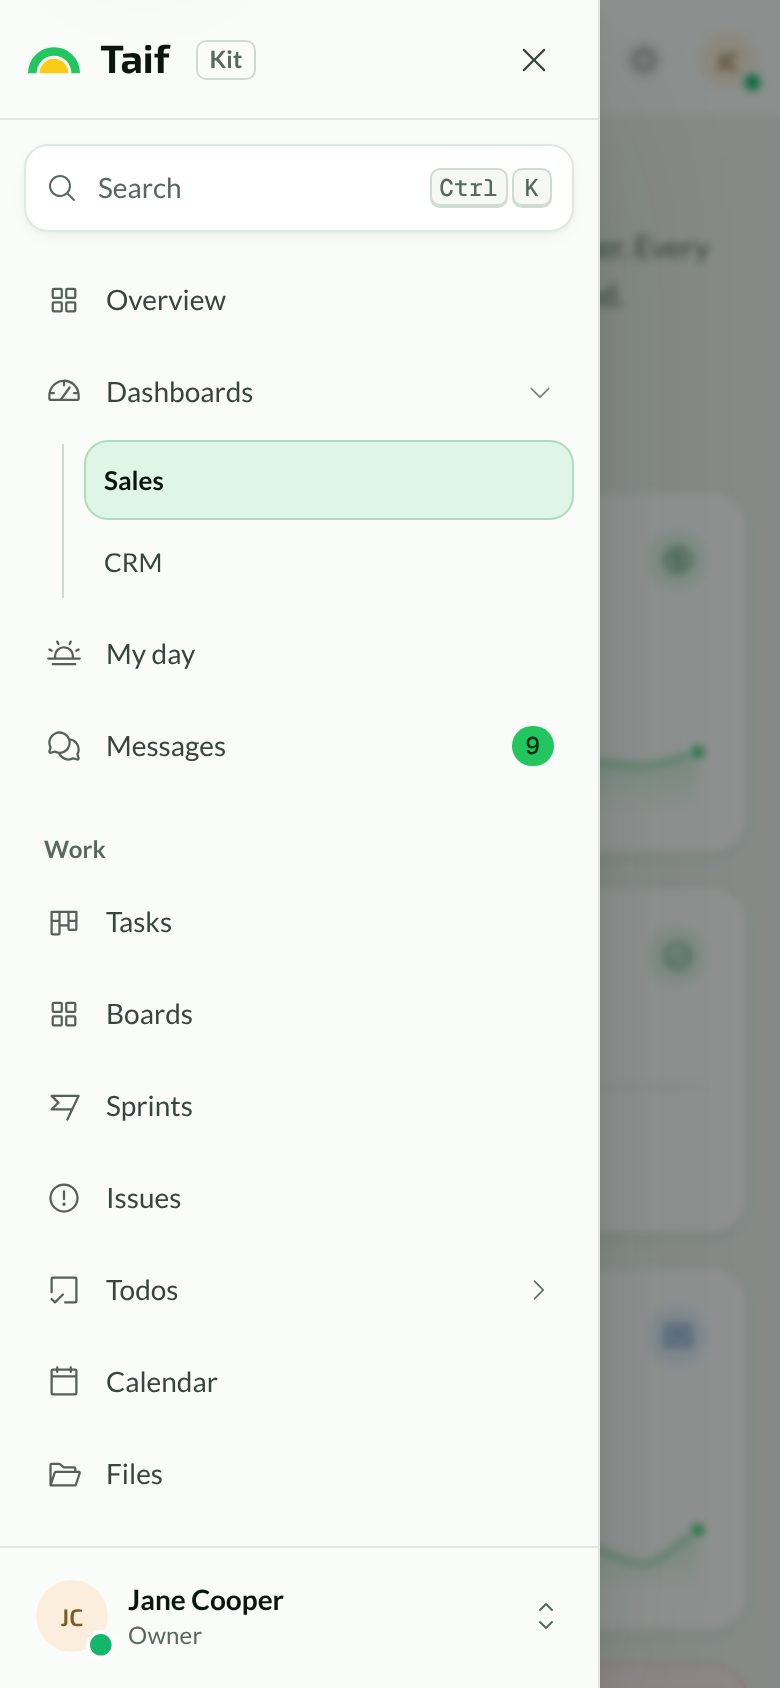 Taif Kit
Search Ctrl K
Overview
Dashboards
Sales
CRM
My day
Messages 9
Work
Tasks
Boards
Sprints
Issues
Todos
Calendar
Files
JC Jane Cooper
Owner
Every